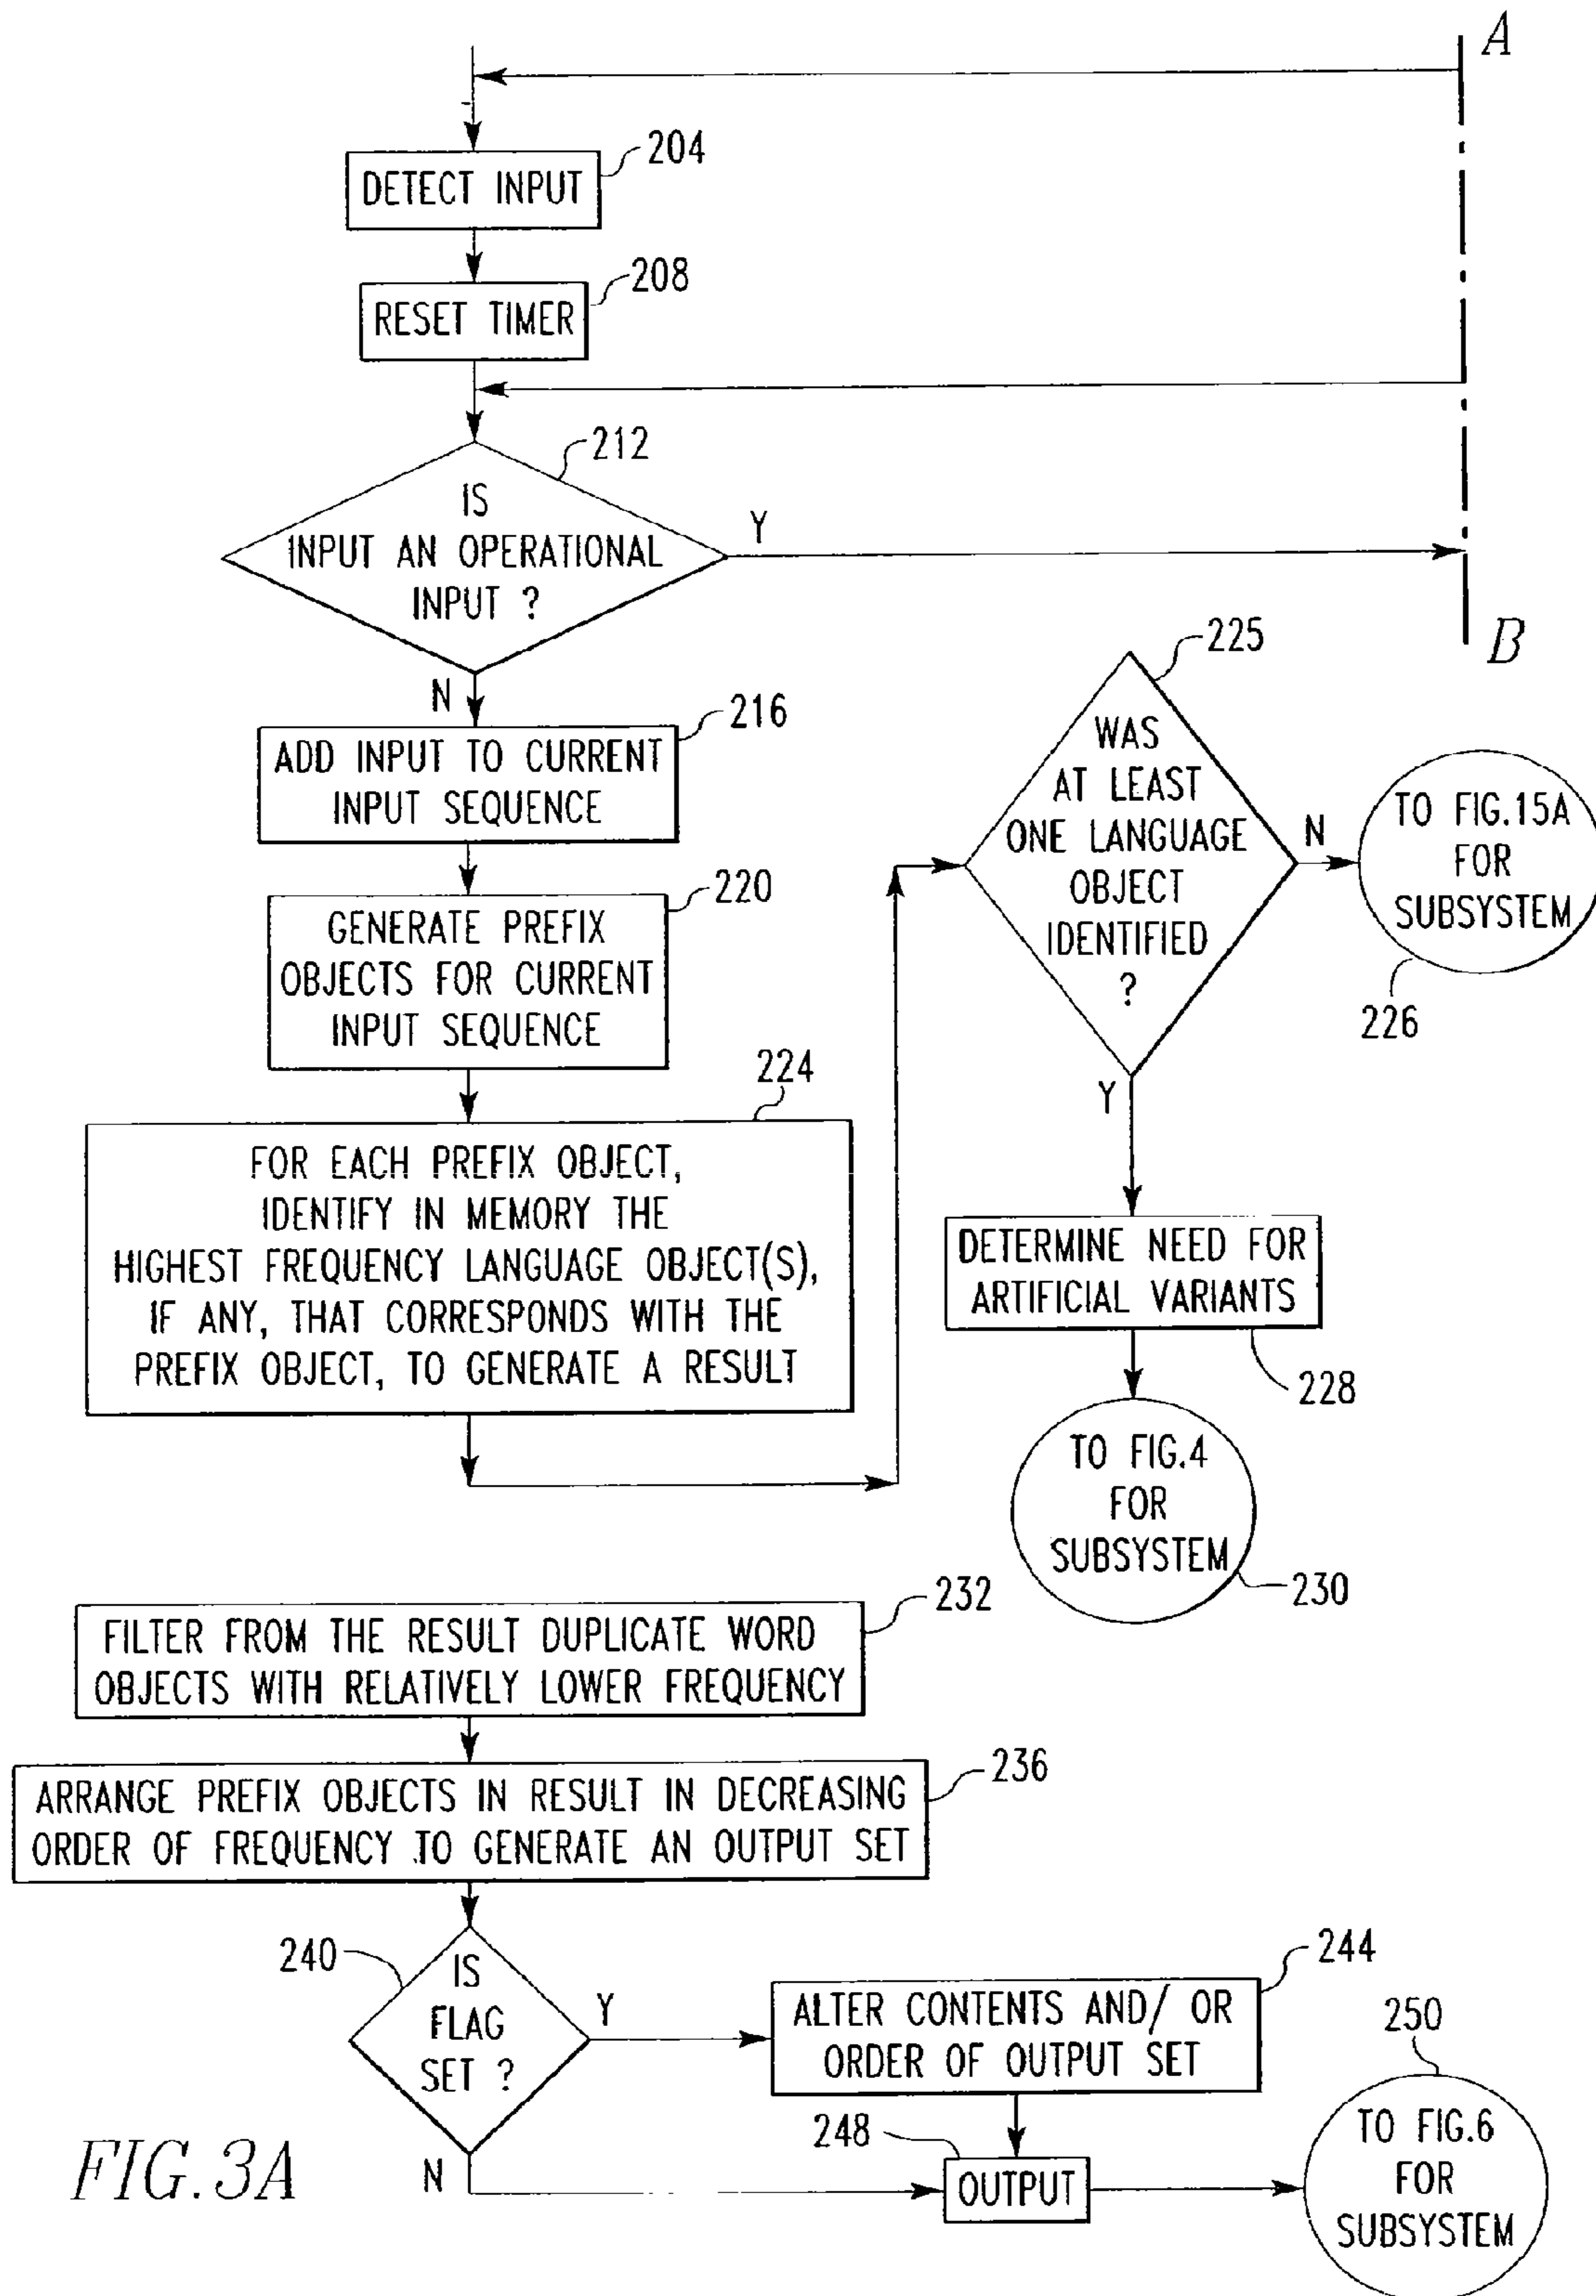 A
DETECT INPUT
204
RESET TIMER
208
212
IS
INPUT AN OPERATIONAL
INPUT ?
Y
B
N
ADD INPUT TO CURRENT
INPUT SEQUENCE
216
GENERATE PREFIX
OBJECTS FOR CURRENT
INPUT SEQUENCE
220
224
FOR EACH PREFIX OBJECT,
IDENTIFY IN MEMORY THE
HIGHEST FREQUENCY LANGUAGE OBJECT(S),
IF ANY, THAT CORRESPONDS WITH THE
PREFIX OBJECT, TO GENERATE A RESULT
225
WAS
AT LEAST
ONE LANGUAGE
OBJECT
IDENTIFIED
?
N
TO FIG.15A
FOR
SUBSYSTEM
226
Y
DETERMINE NEED FOR
ARTIFICIAL VARIANTS
228
TO FIG.4
FOR
SUBSYSTEM
230
232
FILTER FROM THE RESULT DUPLICATE WORD
OBJECTS WITH RELATIVELY LOWER FREQUENCY
236
ARRANGE PREFIX OBJECTS IN RESULT IN DECREASING
ORDER OF FREQUENCY TO GENERATE AN OUTPUT SET
240
IS
FLAG
SET ?
Y
244
ALTER CONTENTS AND/ OR
ORDER OF OUTPUT SET
N
248
OUTPUT
250
TO FIG.6
FOR
SUBSYSTEM
FIG.3A